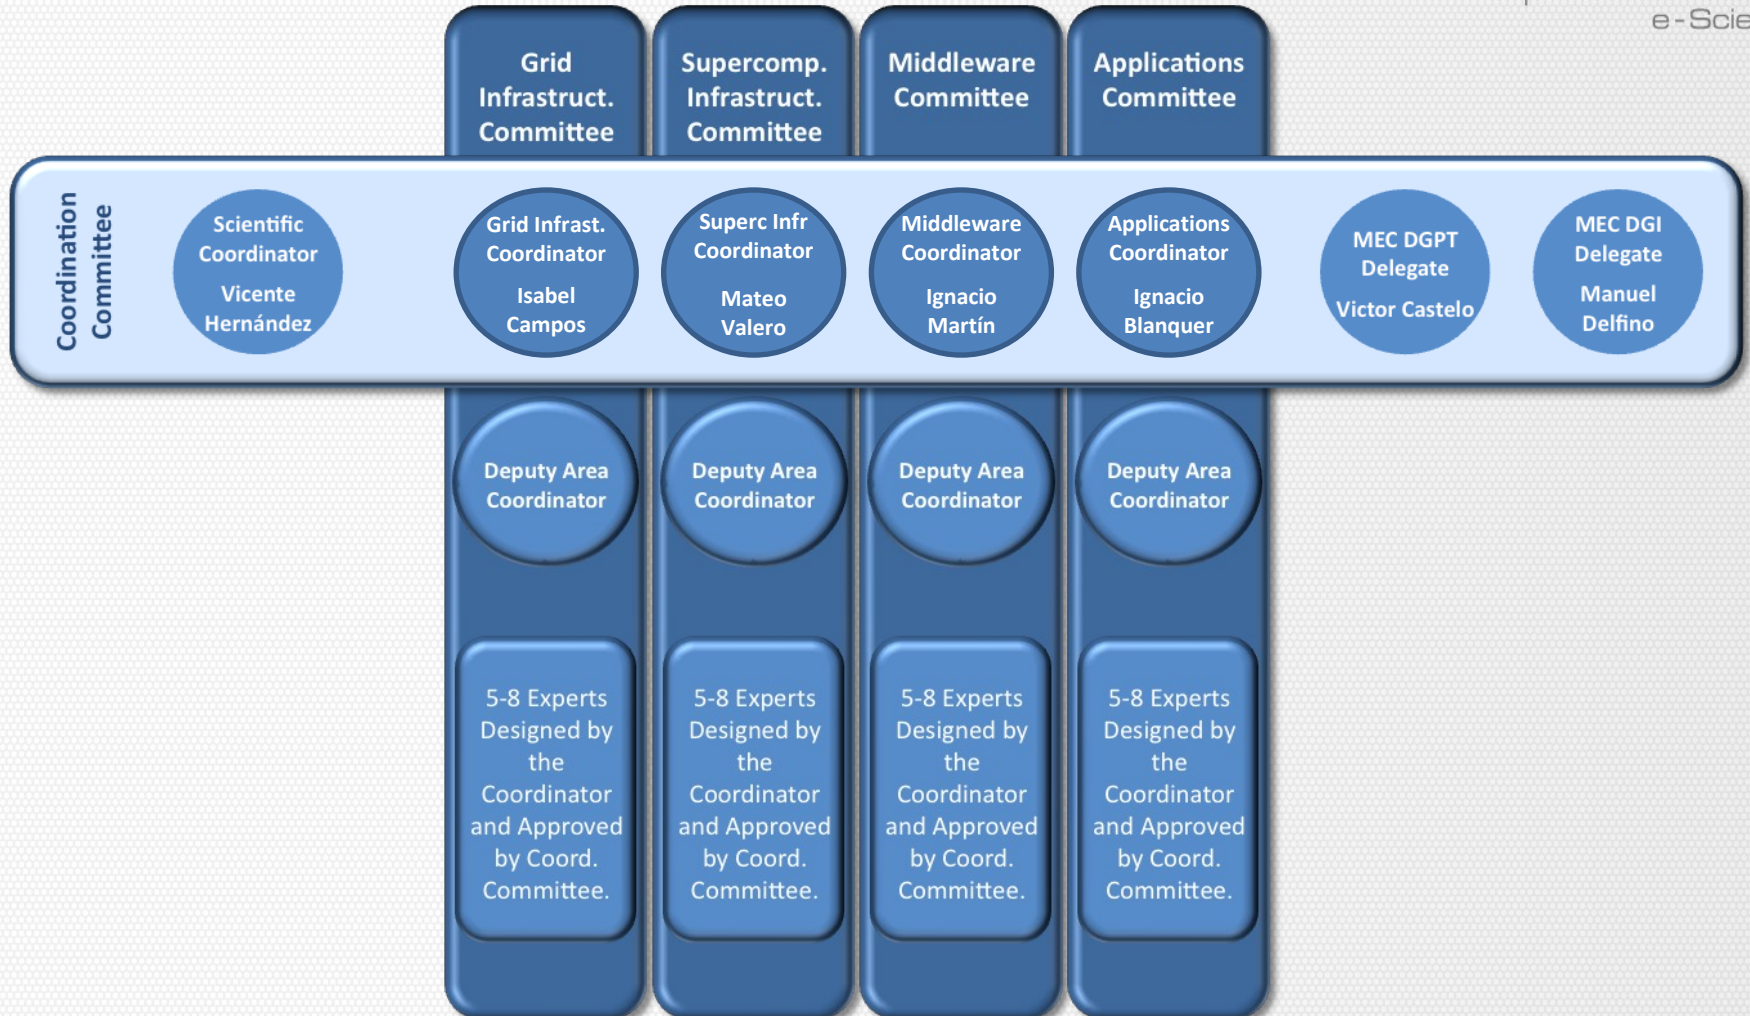 e-Scie
Grid
Infrastruct.
Committee
Supercomp.
Infrastruct.
Committee
Middleware
Committee
Applications
Committee
Coordination
Committee
Scientific
Coordinator
Vicente
Hernández
Grid Infrast.
Coordinator
Isabel
Campos
Superc Infr
Coordinator
Mateo
Valero
Middleware
Coordinator
Ignacio
Martín
Applications
Coordinator
Ignacio
Blanquer
MEC DGPT
Delegate
Victor Castelo
MEC DGI
Delegate
Manuel
Delfino
Deputy Area
Coordinator
Deputy Area
Coordinator
Deputy Area
Coordinator
Deputy Area
Coordinator
5-8 Experts
Designed by
the
Coordinator
and Approved
by Coord.
Committee.
5-8 Experts
Designed by
the
Coordinator
and Approved
by Coord.
Committee.
5-8 Experts
Designed by
the
Coordinator
and Approved
by Coord.
Committee.
5-8 Experts
Designed by
the
Coordinator
and Approved
by Coord.
Committee.